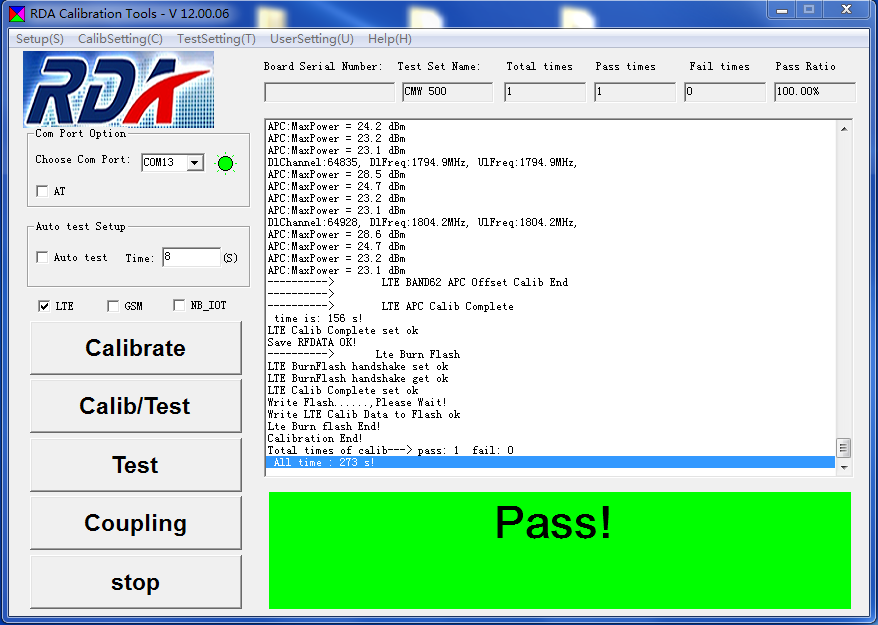 RDA Calibration Tools - V 12.00.06
Setup(S) CalibSetting(C) TestSetting(T) UserSetting(U) Help(H)
RDA
Board Serial Number: Test Set Name: Total times Pass times Fail times Pass Ratio
CMW 500 1 1 0 100.00%
Com Port Option
Choose Com Port: COM13
AT
Auto test Setup
Auto test Time: 8 (S)
LTE GSM NB_IOT
Calibrate
Calib/Test
Test
Coupling
stop
APC:MaxPower = 24.2 dBm
APC:MaxPower = 23.2 dBm
APC:MaxPower = 23.1 dBm
DlChannel:64835, DlFreq:1794.9MHz, UlFreq:1794.9MHz,
APC:MaxPower = 28.5 dBm
APC:MaxPower = 24.7 dBm
APC:MaxPower = 23.2 dBm
APC:MaxPower = 23.1 dBm
DlChannel:64928, DlFreq:1804.2MHz, UlFreq:1804.2MHz,
APC:MaxPower = 28.6 dBm
APC:MaxPower = 24.7 dBm
APC:MaxPower = 23.2 dBm
APC:MaxPower = 23.1 dBm
----------> LTE BAND62 APC Offset Calib End
---------->
----------> LTE APC Calib Complete
time is: 156 s!
LTE Calib Complete set ok
Save RFDATA OK!
----------> Lte Burn Flash
LTE BurnFlash handshake set ok
LTE BurnFlash handshake get ok
LTE Calib Complete set ok
Write Flash......,Please Wait!
Write LTE Calib Data to Flash ok
Lte Burn flash End!
Calibration End!
Total times of calib---> pass: 1 fail: 0
All time : 273 s!
Pass!